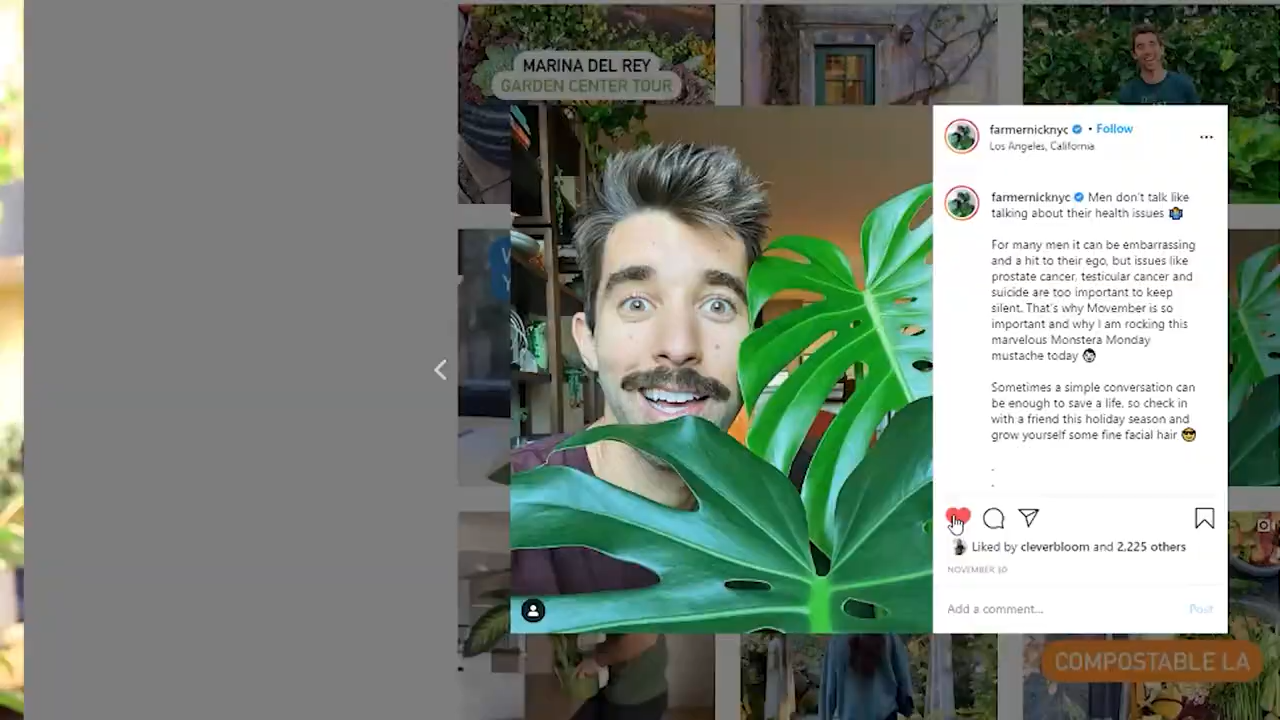 MARINA DEL REY
GARDEN CENTER TOUR
farmernicknyc • Follow
Los Angeles, California
...
farmernicknyc Men don't talk like
talking about their health issues
For many men it can be embarrassing
and a hit to their ego, but issues like
prostate cancer, testicular cancer and
suicide are too important to keep
silent. That's why Movember is so
important and why I am rocking this
marvelous Monstera Monday
mustache today
Sometimes a simple conversation can
be enough to save a life, so check in
with a friend this holiday season and
grow yourself some fine facial hair
.
.
Liked by cleverbloom and 2,225 others
NOVEMBER 30
Add a comment...
Post
COMPOSTABLE LA